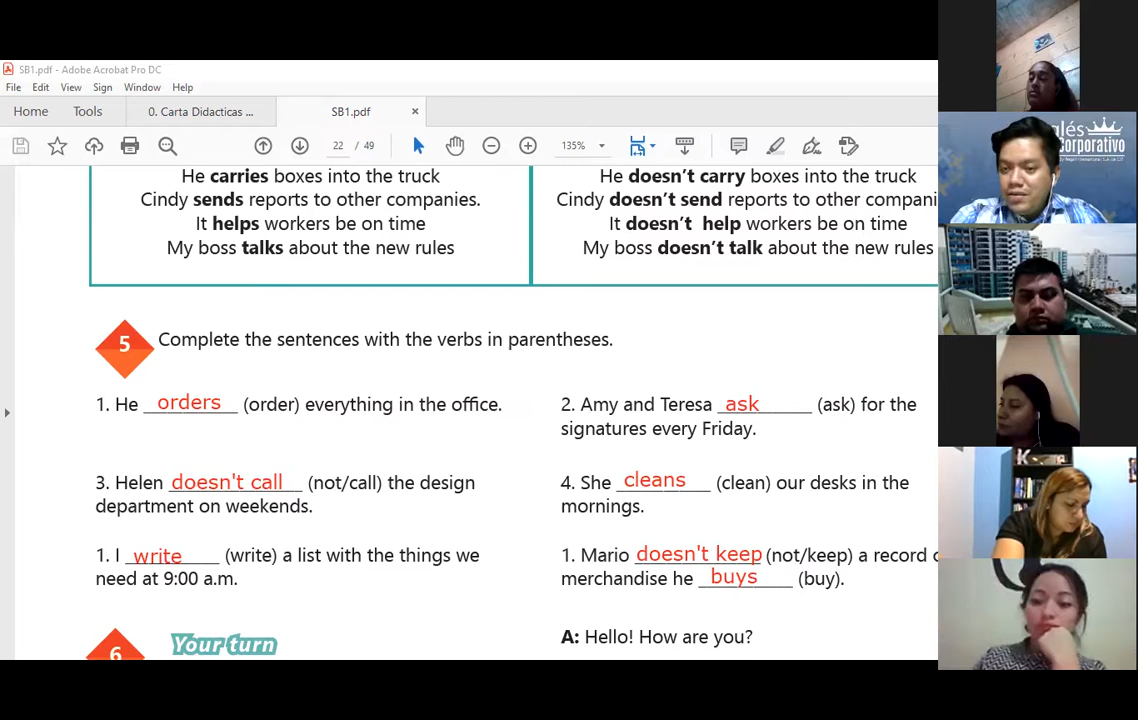 SB1.pdf - Adobe Acrobat Pro DC
File Edit View Sign Window Help
Home Tools 0. Carta Didacticas ... SB1.pdf ×
22 / 49 135%
He carries boxes into the truck
Cindy sends reports to other companies.
It helps workers be on time
My boss talks about the new rules
He doesn't carry boxes into the truck
Cindy doesn't send reports to other compani
It doesn't help workers be on time
My boss doesn't talk about the new rules
5 Complete the sentences with the verbs in parentheses.
1. He orders (order) everything in the office.
2. Amy and Teresa ask (ask) for the
signatures every Friday.
3. Helen doesn't call (not/call) the design
department on weekends.
4. She cleans (clean) our desks in the
mornings.
1. I write (write) a list with the things we
need at 9:00 a.m.
1. Mario doesn't keep (not/keep) a record
merchandise he buys (buy).
6 Your turn
A: Hello! How are you?
glés
orporativo